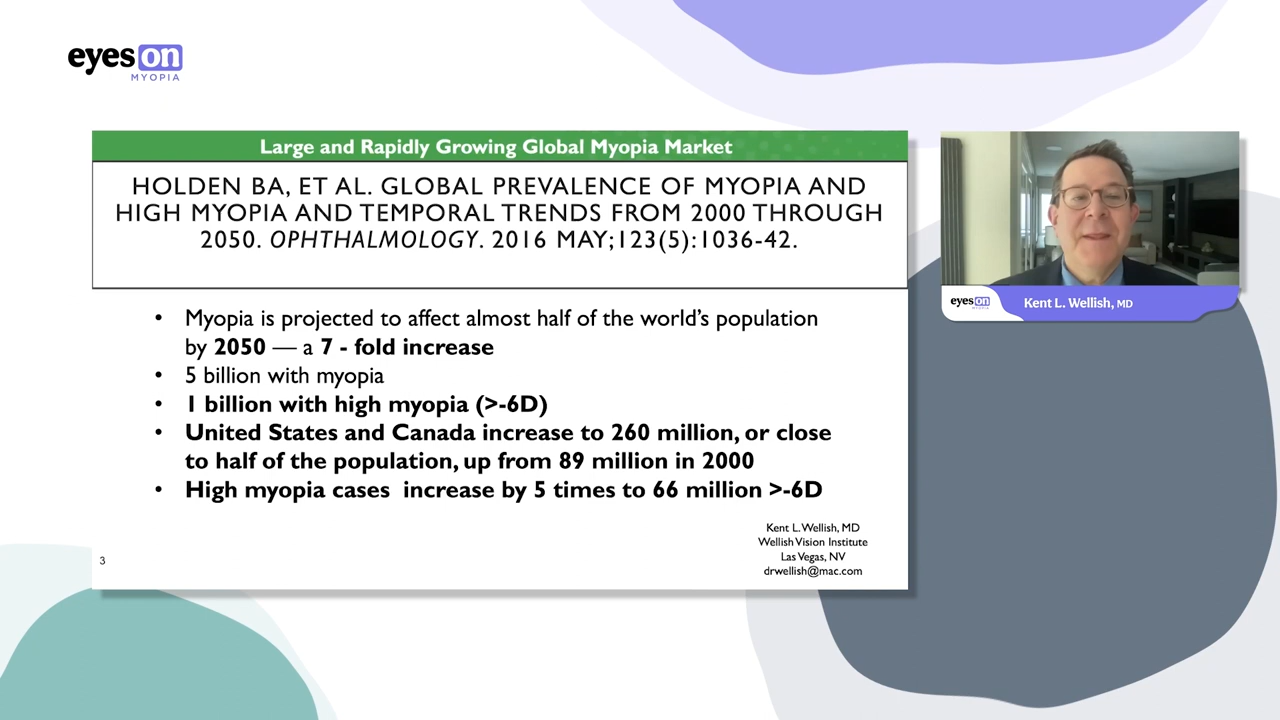 eyes on
MYOPIA
Large and Rapidly Growing Global Myopia Market
HOLDEN BA, ET AL. GLOBAL PREVALENCE OF MYOPIA AND
HIGH MYOPIA AND TEMPORAL TRENDS FROM 2000 THROUGH
2050. OPHTHALMOLOGY. 2016 MAY;123(5):1036-42.
• Myopia is projected to affect almost half of the world's population
by 2050 — a 7 - fold increase
• 5 billion with myopia
• 1 billion with high myopia (>-6D)
• United States and Canada increase to 260 million, or close
to half of the population, up from 89 million in 2000
• High myopia cases  increase by 5 times to 66 million >-6D
Kent L. Wellish, MD
Wellish Vision Institute
Las Vegas, NV
drwellish@mac.com
3
eyes on
MYOPIA
Kent L. Wellish, MD